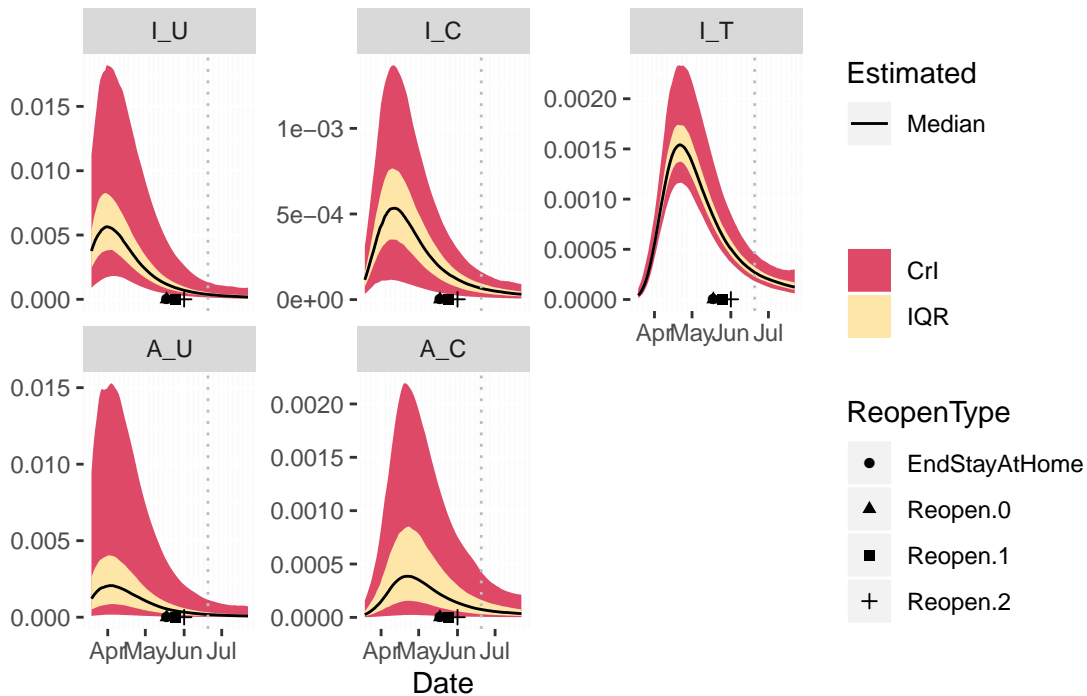 I_U
I_C
I_T
0.015
0.010
0.005
0.000
1e−03
5e−04
0e+00
0.0020
0.0015
0.0010
0.0005
0.0000
Apr May Jun Jul
A_U
A_C
0.015
0.010
0.005
0.000
Apr May Jun Jul
0.0020
0.0015
0.0010
0.0005
0.0000
Apr May Jun Jul
Date
Estimated
Median
CrI
IQR
ReopenType
EndStayAtHome
Reopen.0
Reopen.1
Reopen.2